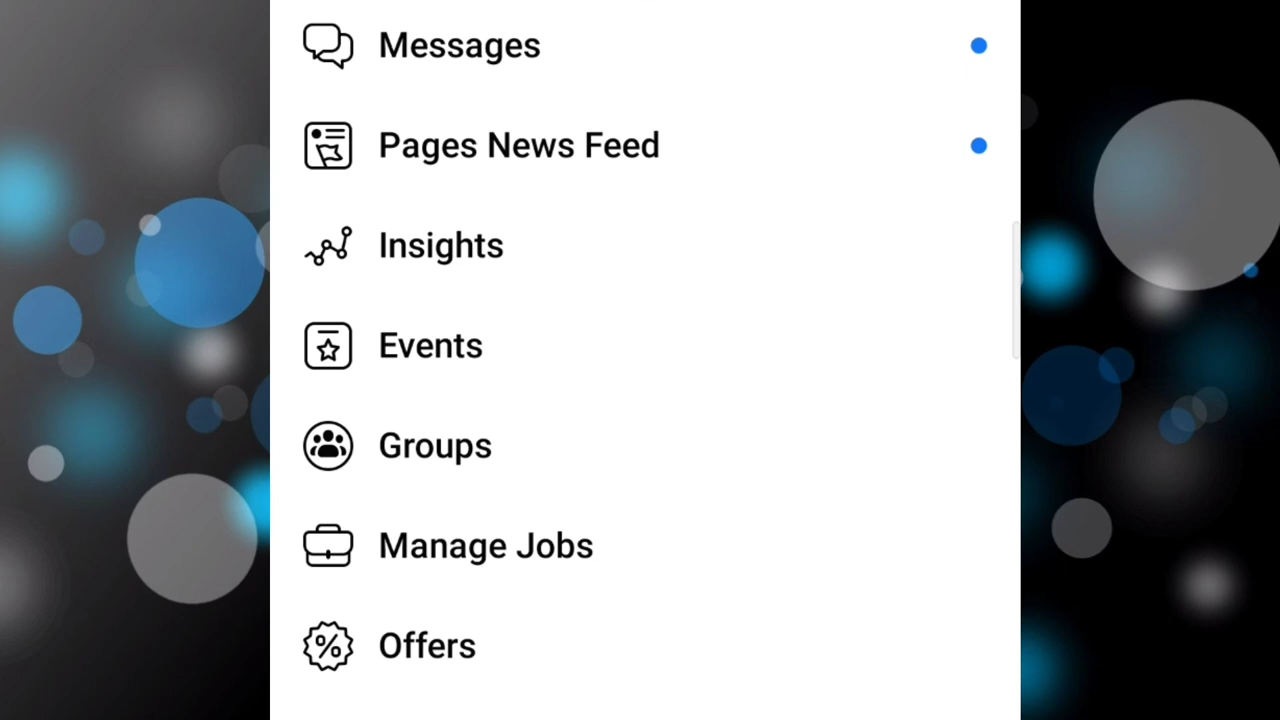 Messages
Pages News Feed
Insights
Events
Groups
Manage Jobs
Offers